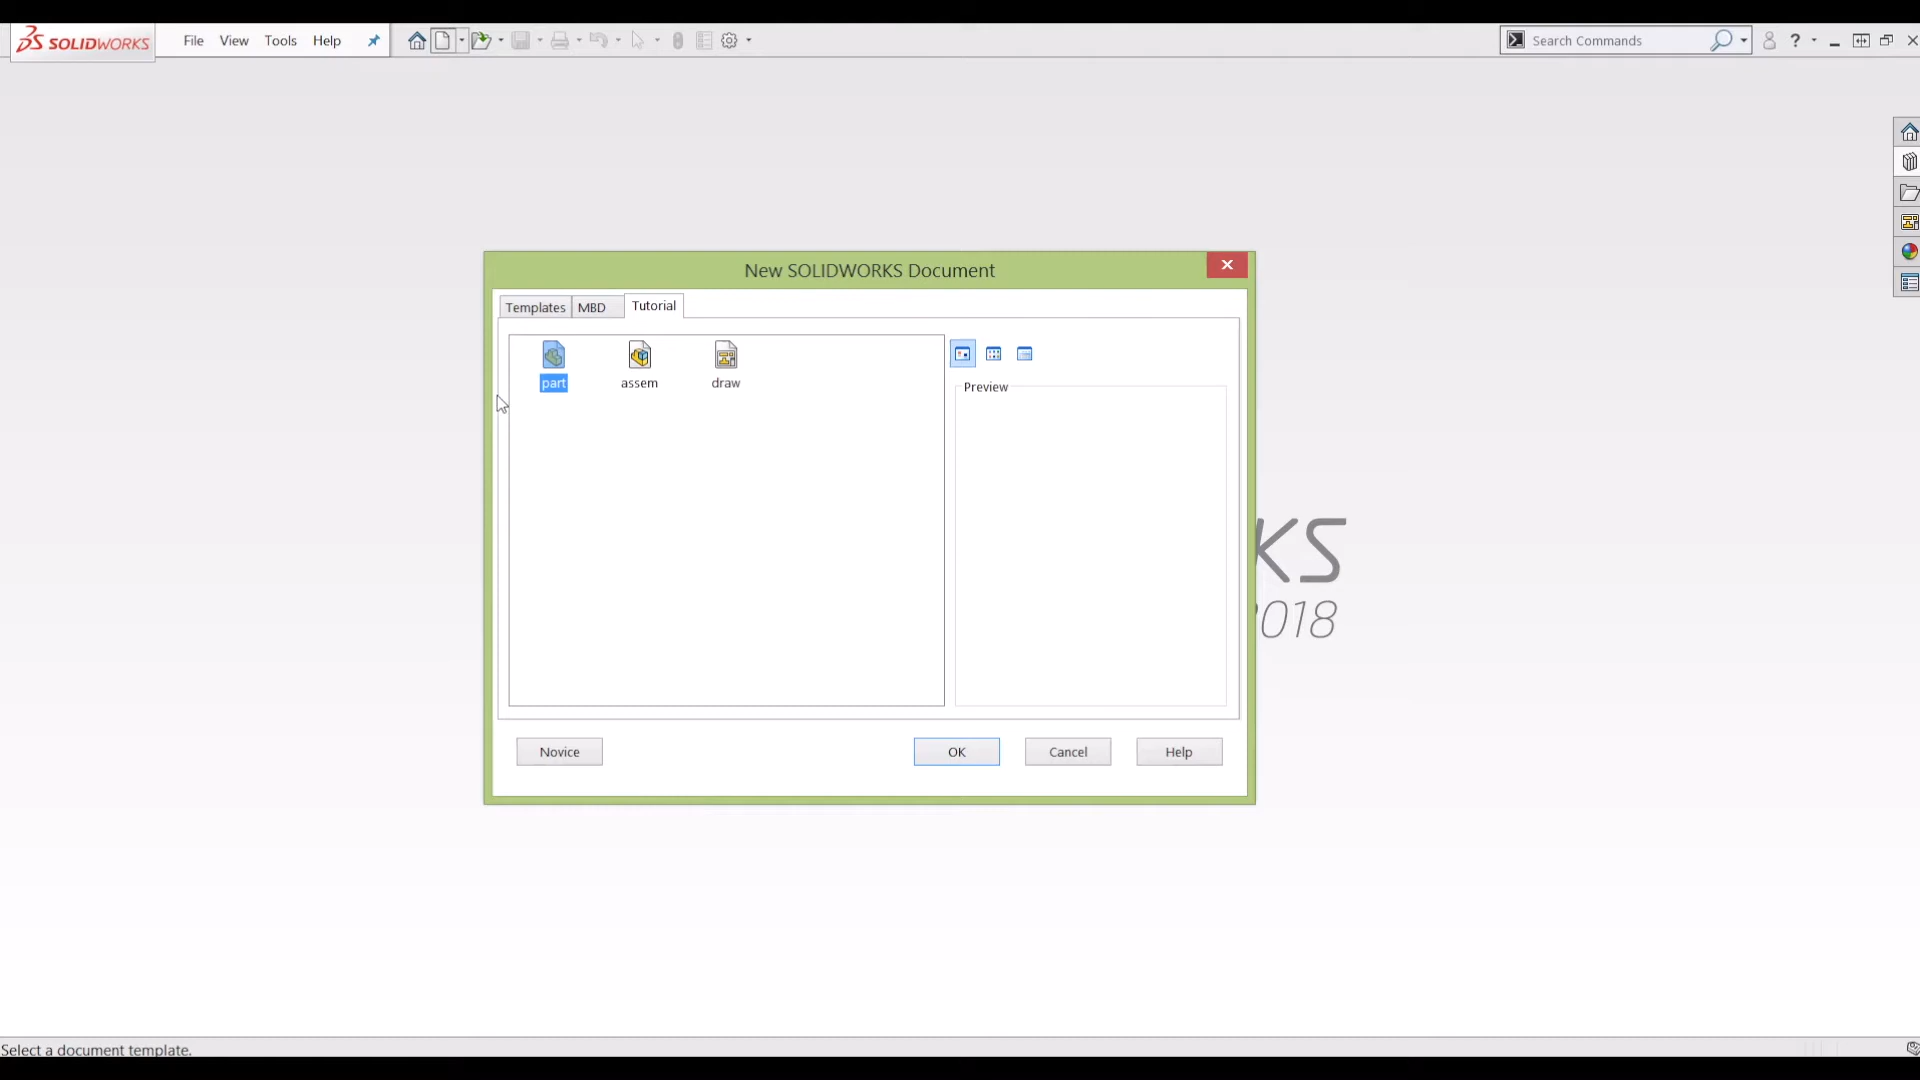 SOLIDWORKS File View Tools Help Search Commands ?
New SOLIDWORKS Document
Templates MBD Tutorial
part assem draw
Preview
KS
2018
Novice OK Cancel Help
Select a document template.